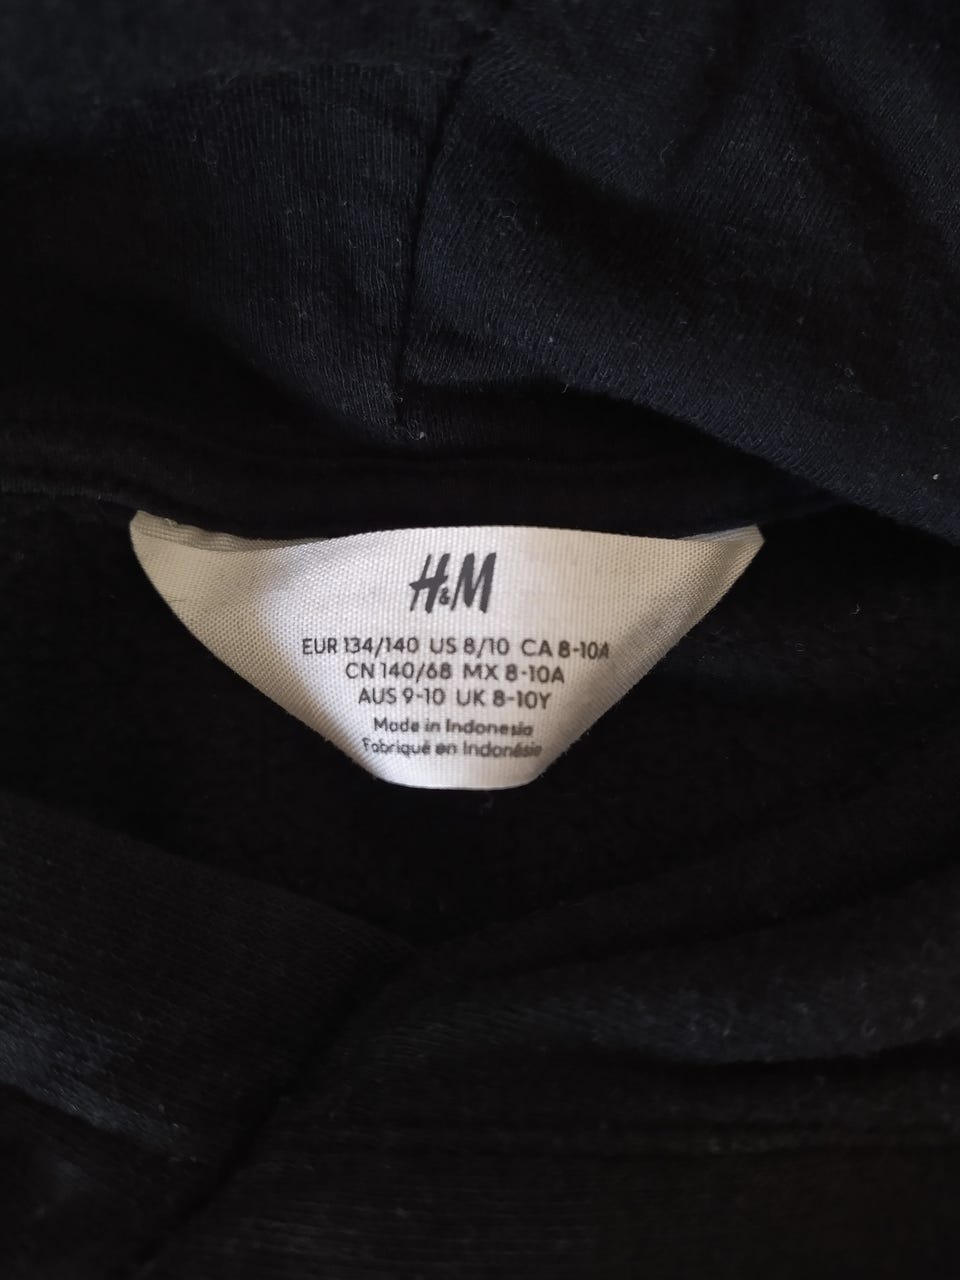 H&M
EUR 134/140 US 8/10 CA 8-10A
CN 140/68 MX 8-10A
AUS 9-10 UK 8-10Y
Made in Indonesia
Fabriqué en Indonésie